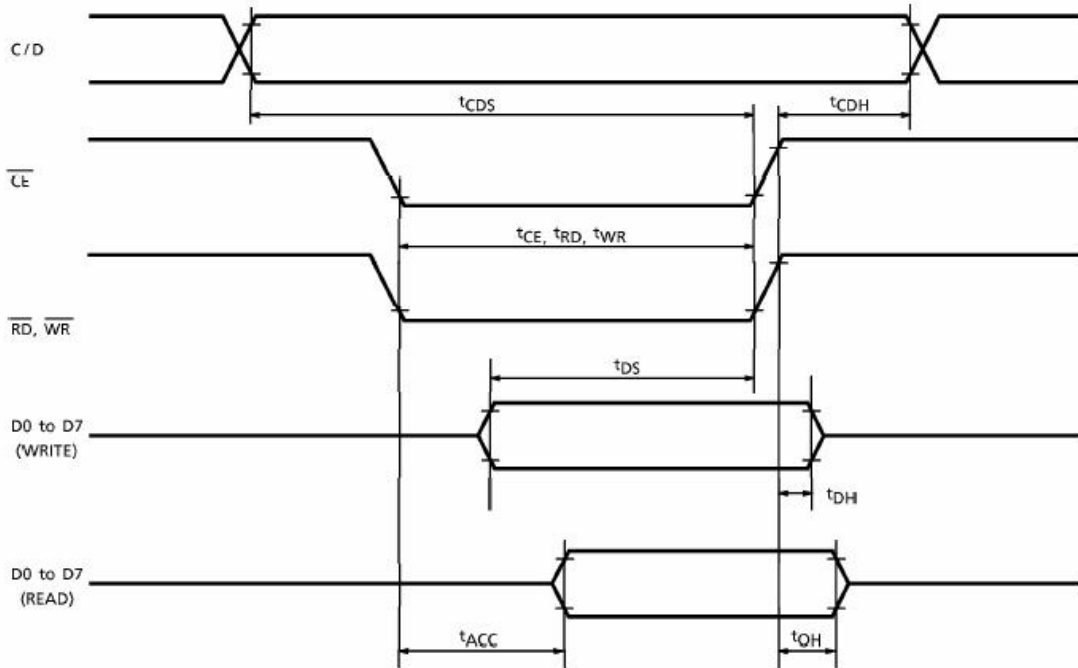 C/D
tCDS
tCDH
CE
tCE, tRD, tWR
RD, WR
tDS
D0 to D7
(WRITE)
tDH
D0 to D7
(READ)
tACC
tOH